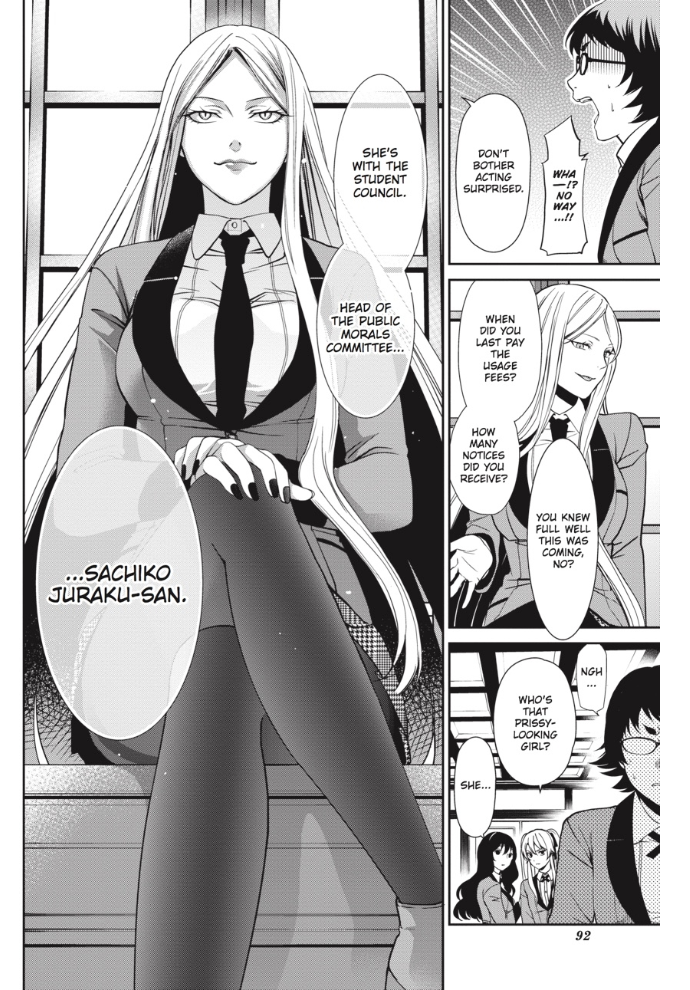 WHA
—!?
NO
WAY
...!!
DON'T
BOTHER
ACTING
SURPRISED.
WHEN
DID YOU
LAST PAY
THE
USAGE
FEES?
HOW
MANY
NOTICES
DID YOU
RECEIVE?
YOU KNEW
FULL WELL
THIS WAS
COMING,
NO?
NGH
...
WHO'S
THAT
PRISSY-
LOOKING
GIRL?
SHE...
SHE'S
WITH THE
STUDENT
COUNCIL.
HEAD OF
THE PUBLIC
MORALS
COMMITTEE...
...SACHIKO
JURAKU-SAN.
92